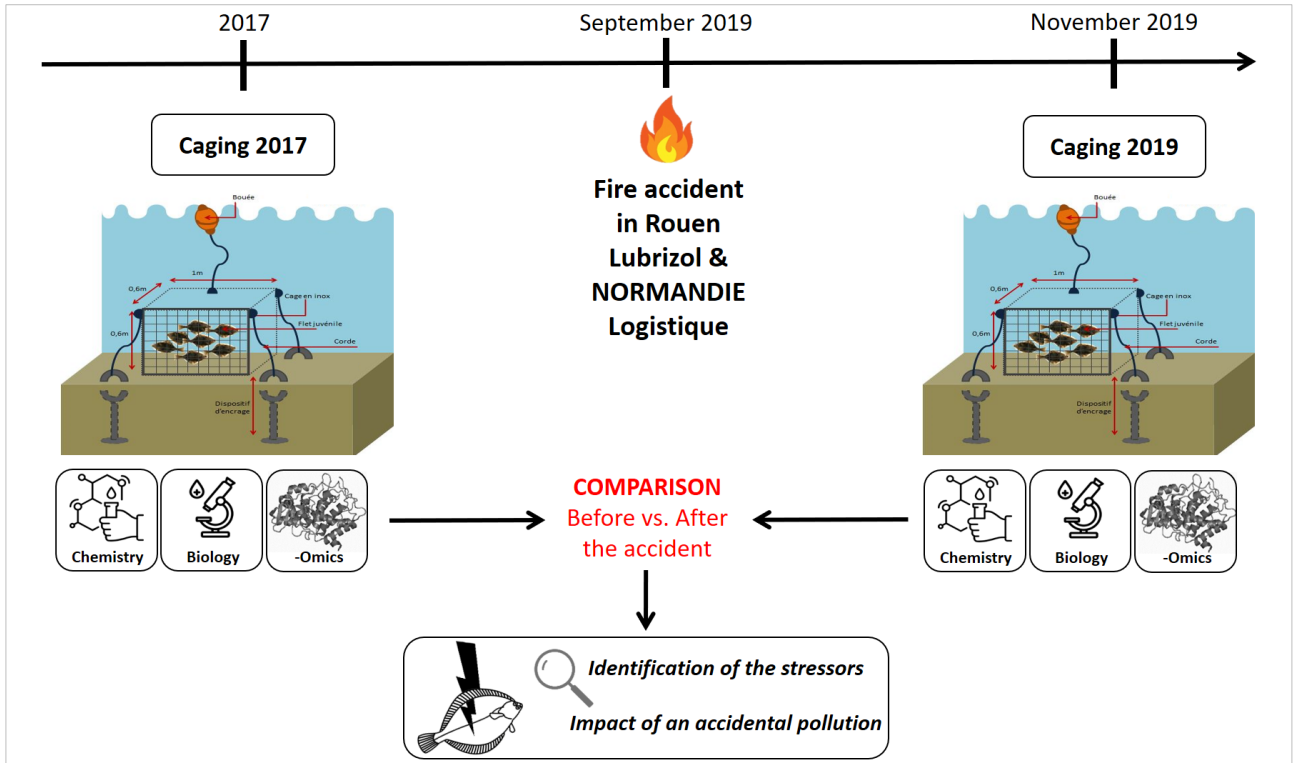 2017
September 2019
November 2019
Caging 2017
Fire accident
in Rouen
Lubrizol &
NORMANDIE
Logistique
Caging 2019
Bouée
1m
0,6m
Cage en inox
0,6m
Flet juvénile
Corde
Dispositif
d'encrage
Bouée
1m
0,6m
Cage en inox
0,6m
Flet juvénile
Corde
Dispositif
d'encrage
Chemistry
Biology
-Omics
COMPARISON
Before vs. After
the accident
Chemistry
Biology
-Omics
Identification of the stressors
Impact of an accidental pollution